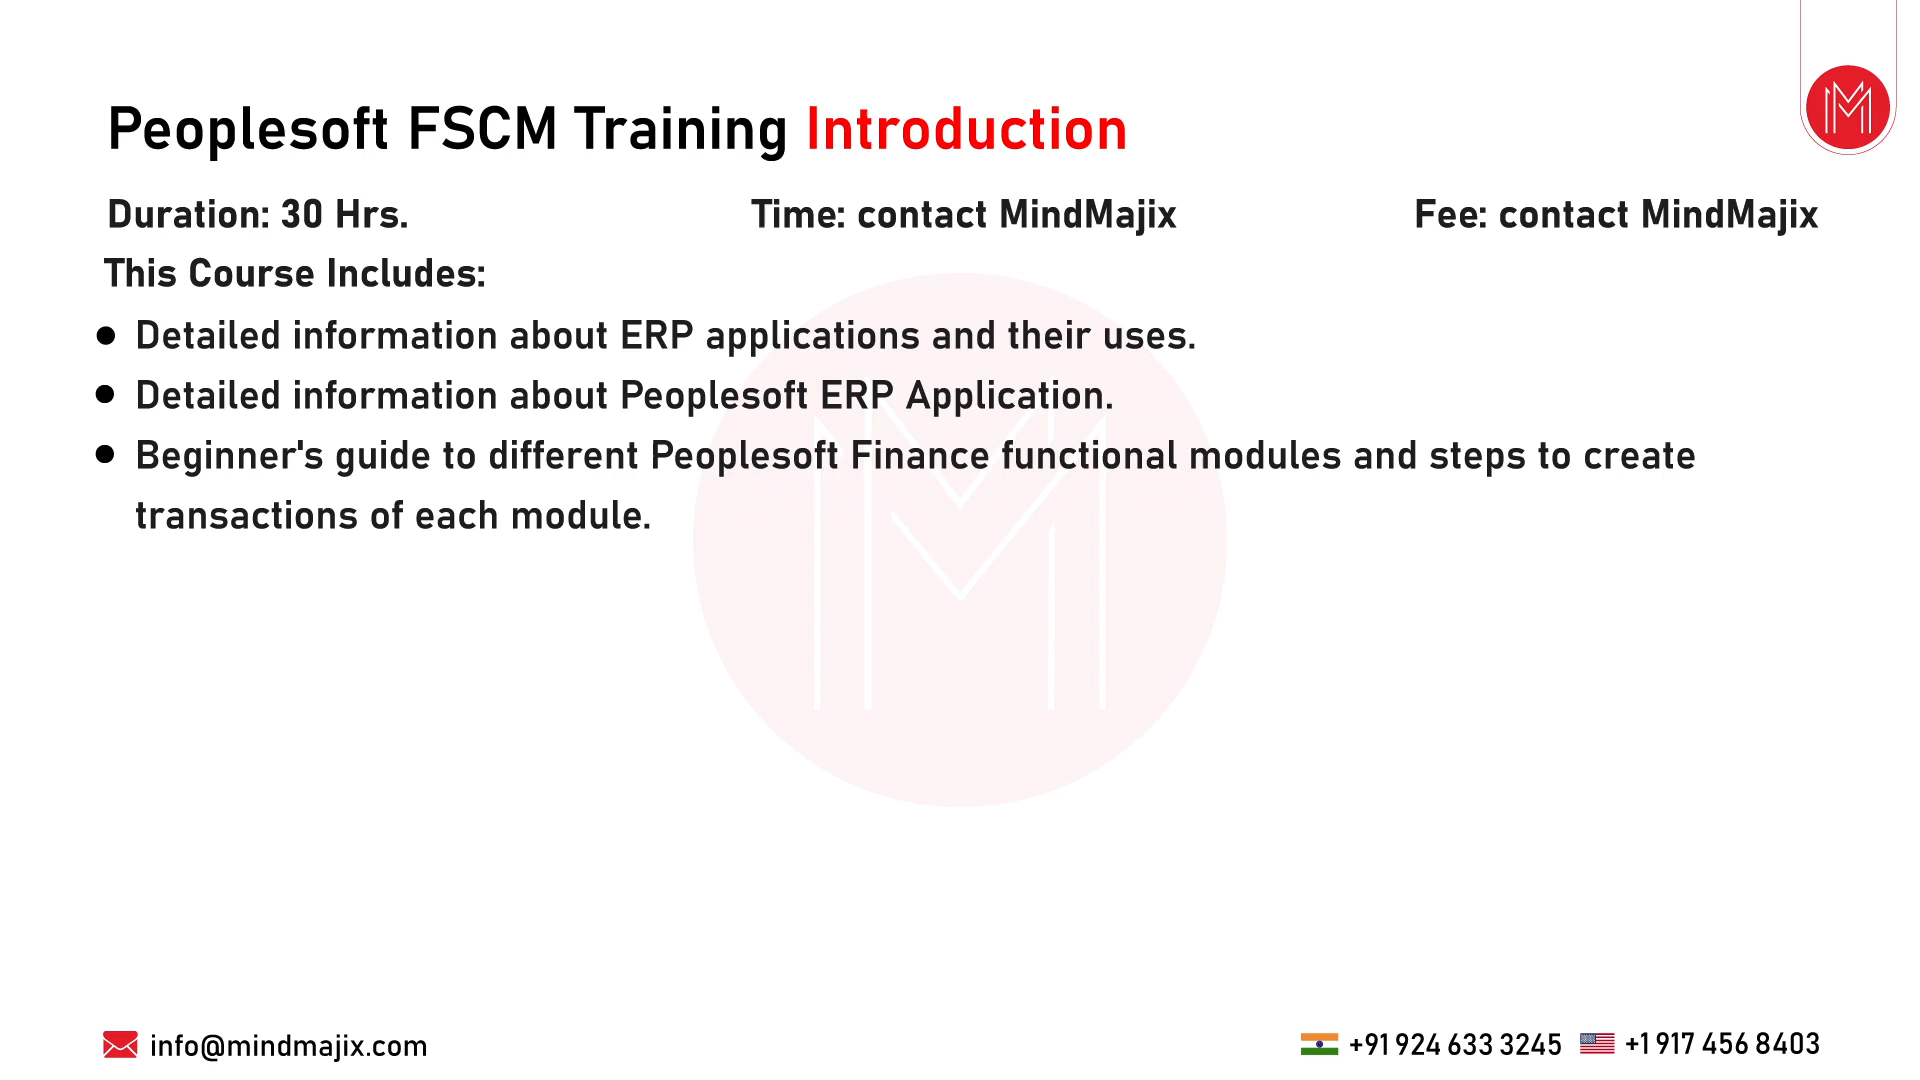 Peoplesoft FSCM Training Introduction
Duration: 30 Hrs. Time: contact MindMajix Fee: contact MindMajix
This Course Includes:
● Detailed information about ERP applications and their uses.
● Detailed information about Peoplesoft ERP Application.
● Beginner's guide to different Peoplesoft Finance functional modules and steps to create
transactions of each module.
info@mindmajix.com +91 924 633 3245 +1 917 456 8403